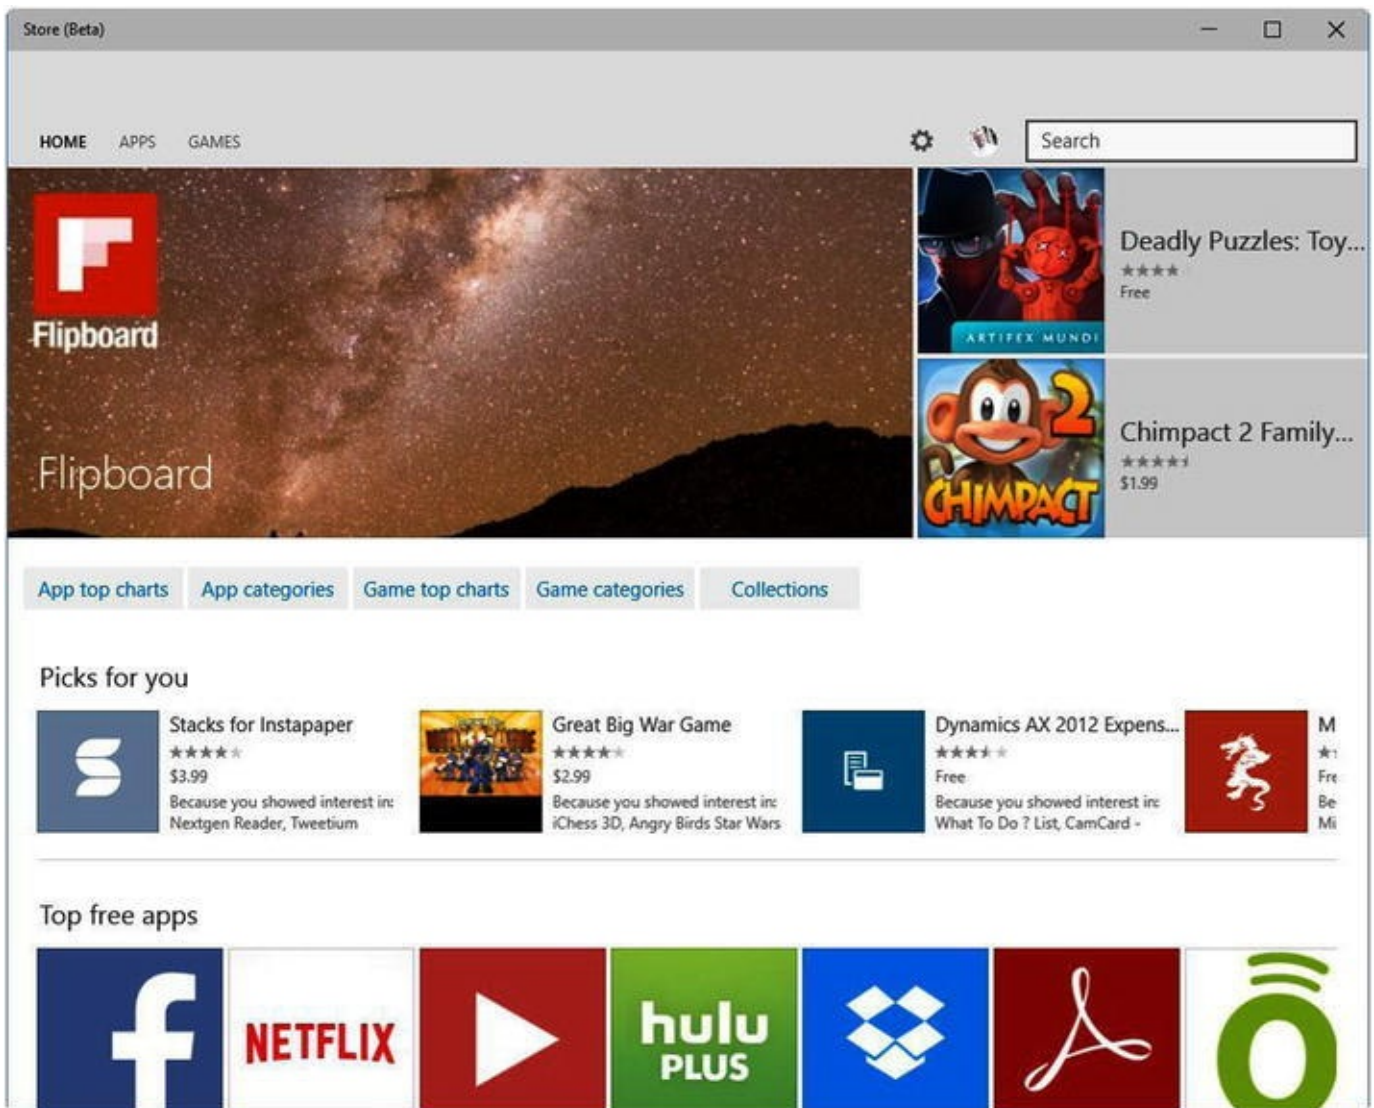 Store (Beta)
HOME APPS GAMES
Search
Flipboard
Flipboard
ARTIFEX MUNDI
Deadly Puzzles: Toy...
Free
2
CHIMPACT
Chimpact 2 Family...
$1.99
App top charts App categories Game top charts Game categories Collections
Picks for you
Stacks for Instapaper
$3.99
Because you showed interest in:
Nextgen Reader, Tweetium
Great Big War Game
$2.99
Because you showed interest in:
iChess 3D, Angry Birds Star Wars
Dynamics AX 2012 Expens...
Free
Because you showed interest in:
What To Do ? List, CamCard -
M
Fre
Be
Mi
Top free apps
f
NETFLIX
hulu
PLUS